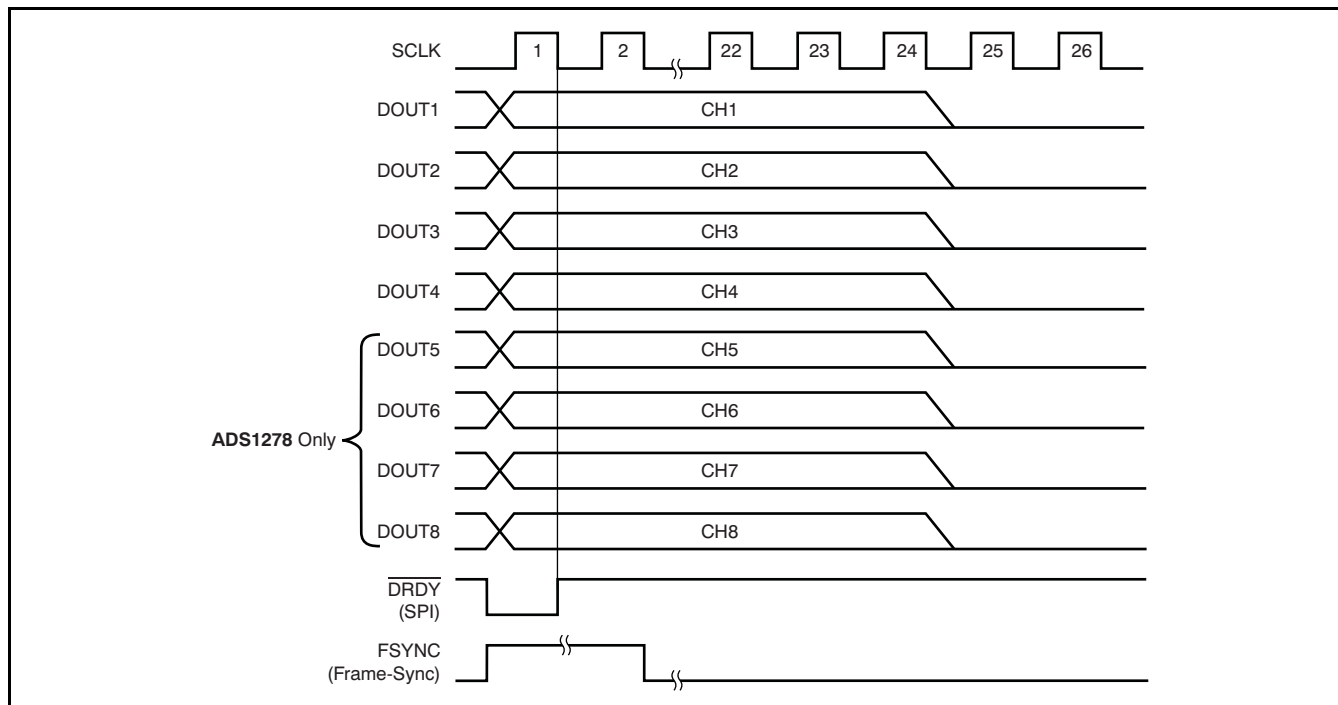 SCLK 1 2 22 23 24 25 26
DOUT1 CH1
DOUT2 CH2
DOUT3 CH3
DOUT4 CH4
DOUT5 CH5
DOUT6 CH6
ADS1278 Only
DOUT7 CH7
DOUT8 CH8
DRDY
(SPI)
FSYNC
(Frame-Sync)